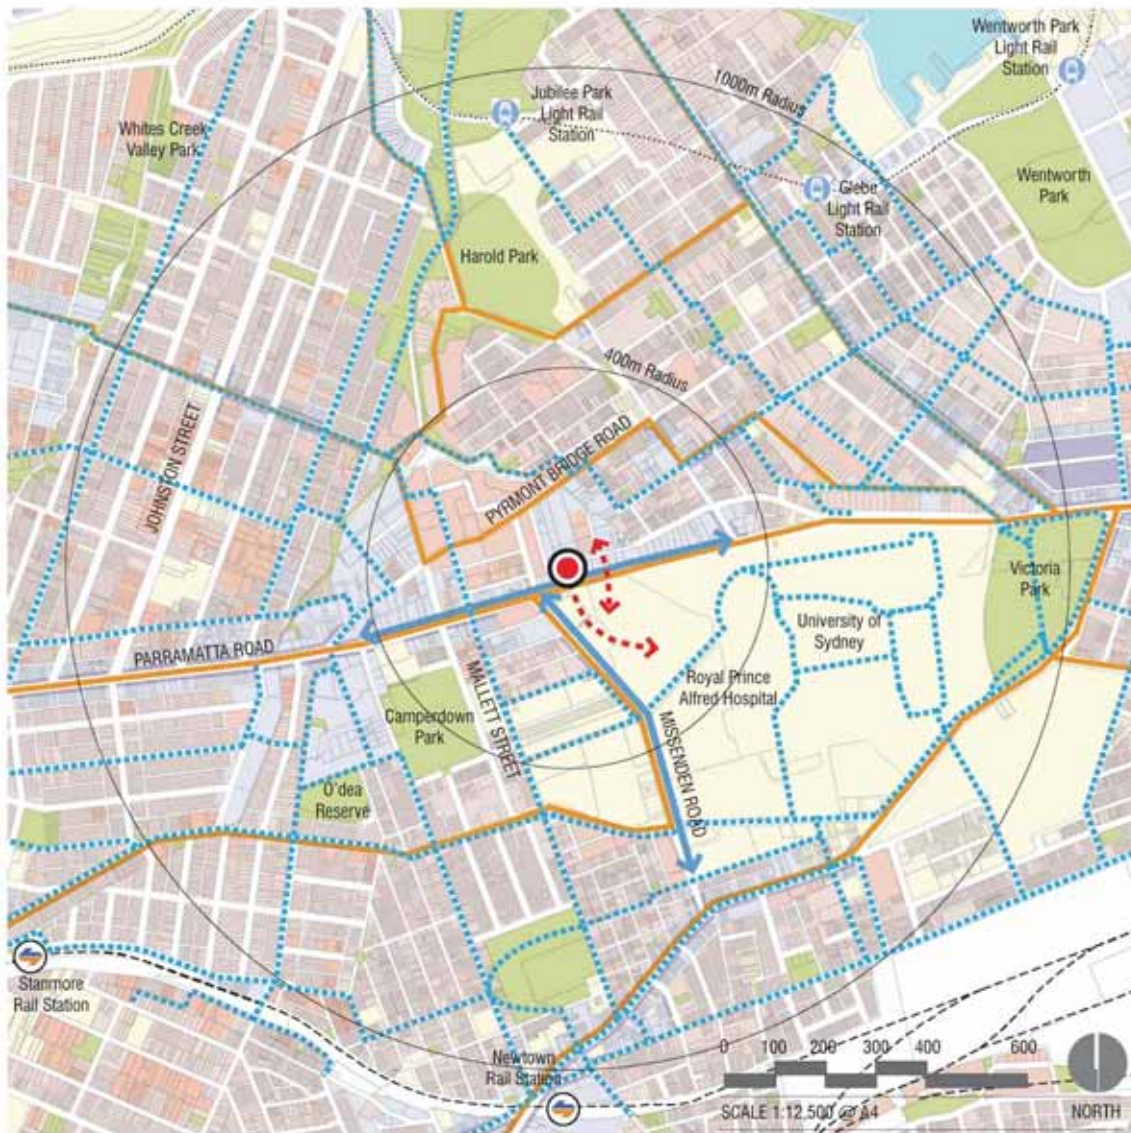 Wentworth Park
Light Rail
Station
1000m Radius
Jubilee Park
Light Rail
Station
Whites Creek
Valley Park
Glebe
Light Rail
Station
Wentworth
Park
Harold Park
400m Radius
JOHNSTON STREET
PYRMONT BRIDGE ROAD
Victoria
Park
University of
Sydney
PARRAMATTA ROAD
Royal Prince
Alfred Hospital
MALLETT STREET
Camperdown
Park
MISSENDEN ROAD
O'dea
Reserve
Stanmore
Rail Station
Newtown
Rail Station
0 100 200 300 400 600
SCALE 1:12,500 @ A4
NORTH